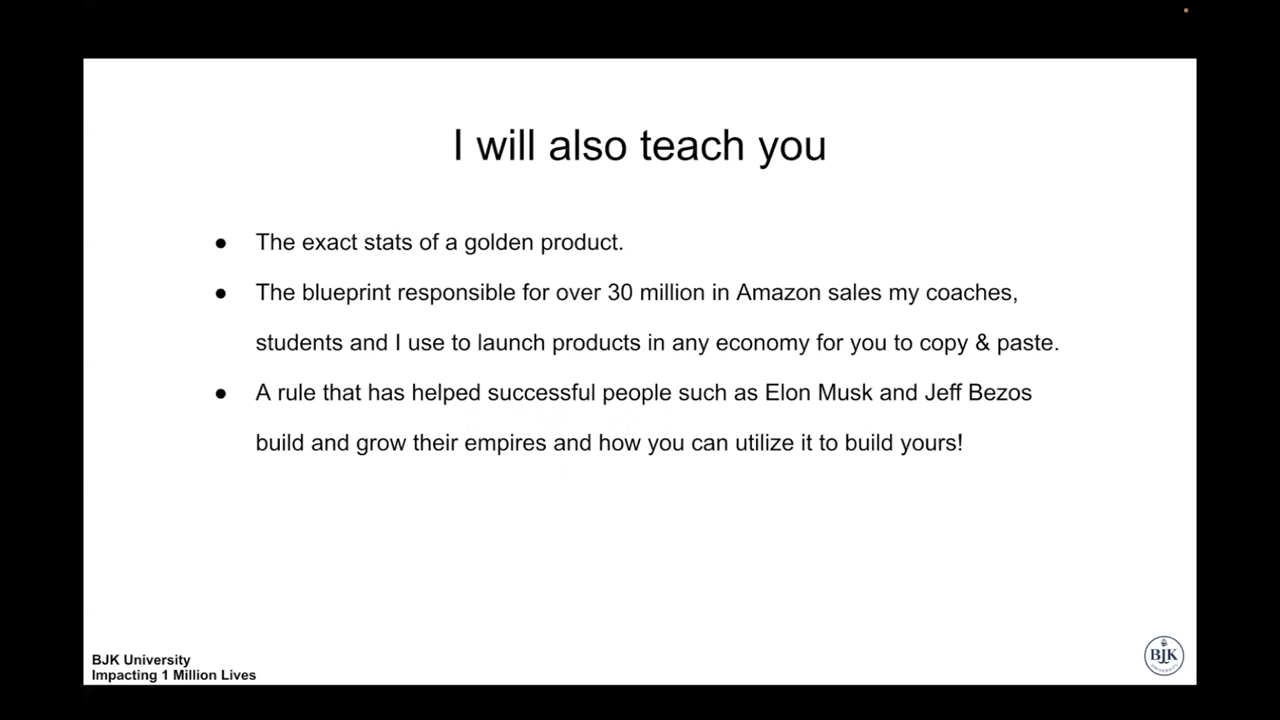 I will also teach you
● The exact stats of a golden product.
● The blueprint responsible for over 30 million in Amazon sales my coaches,
students and I use to launch products in any economy for you to copy & paste.
● A rule that has helped successful people such as Elon Musk and Jeff Bezos
build and grow their empires and how you can utilize it to build yours!
BJK University
Impacting 1 Million Lives
BJK
UNIVERSITY